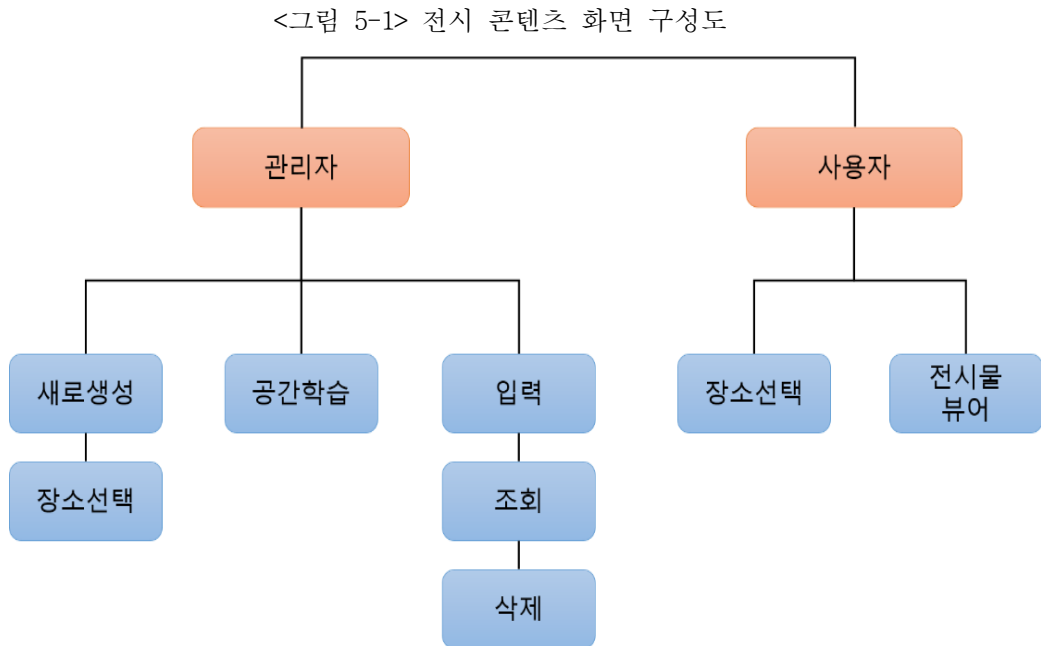 <그림 5-1> 전시 콘텐츠 화면 구성도
관리자
사용자
새로생성
공간학습
입력
장소선택
전시물
뷰어
장소선택
조회
삭제